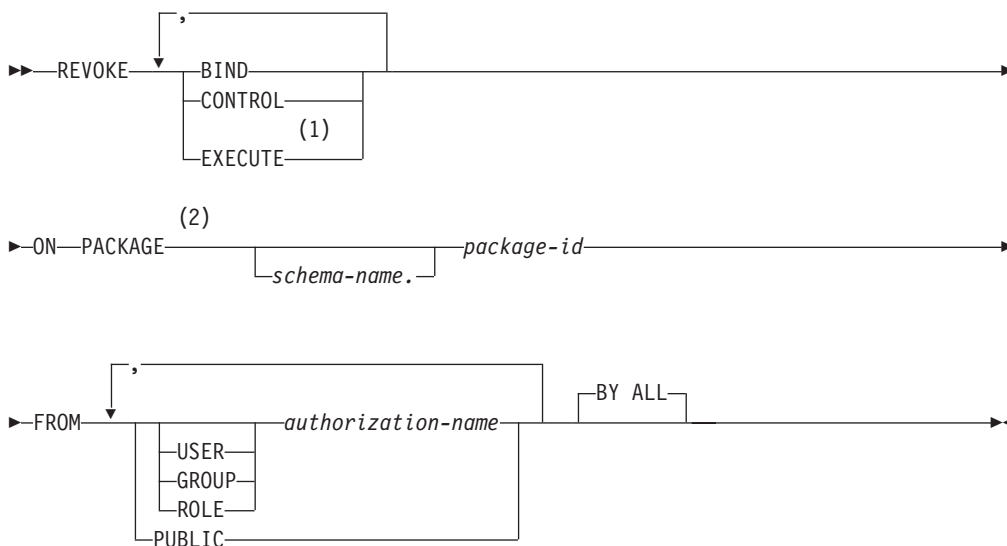 ,
REVOKE BIND
CONTROL
(1)
EXECUTE
(2)
ON PACKAGE package-id
schema-name.
,
BY ALL
FROM authorization-name
USER
GROUP
ROLE
PUBLIC